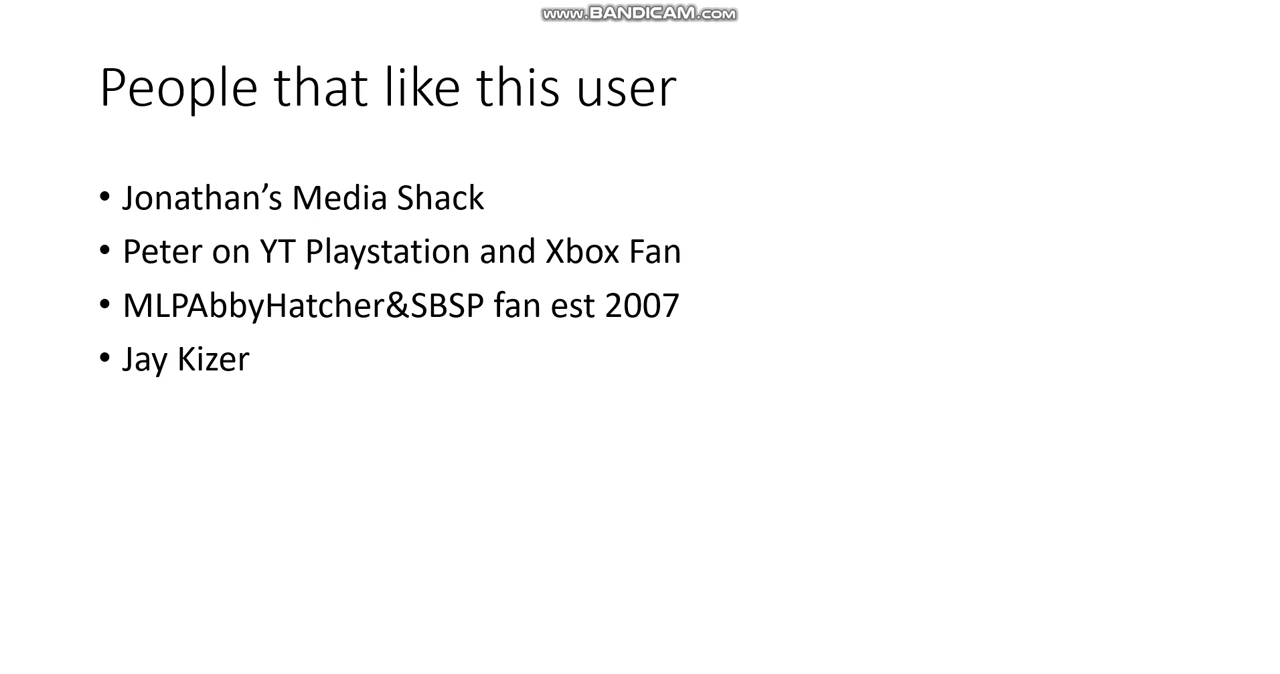 www.BANDICAM.com
People that like this user
• Jonathan’s Media Shack
• Peter on YT Playstation and Xbox Fan
• MLPAbbyHatcher&SBSP fan est 2007
• Jay Kizer